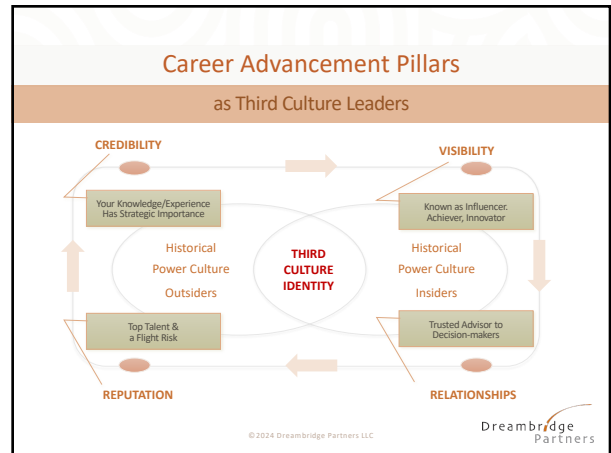 Career Advancement Pillars
as Third Culture Leaders
CREDIBILITY
VISIBILITY
Your Knowledge/Experience
Has Strategic Importance
Known as Influencer.
Achiever, Innovator
Historical
Power Culture
Outsiders
THIRD
CULTURE
IDENTITY
Historical
Power Culture
Insiders
Top Talent &
a Flight Risk
Trusted Advisor to
Decision-makers
REPUTATION
RELATIONSHIPS
©2024 Dreambridge Partners LLC
Dreambridge
Partners